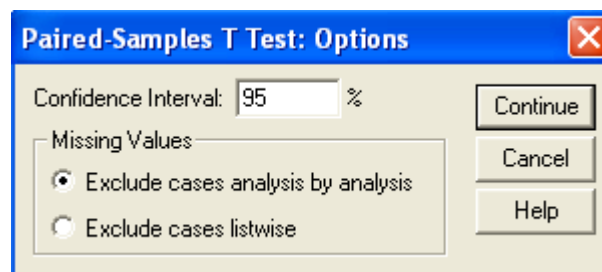 Paired-Samples T Test: Options
Confidence Interval: 95 %
Continue
Missing Values
Cancel
Exclude cases analysis by analysis
Help
Exclude cases listwise